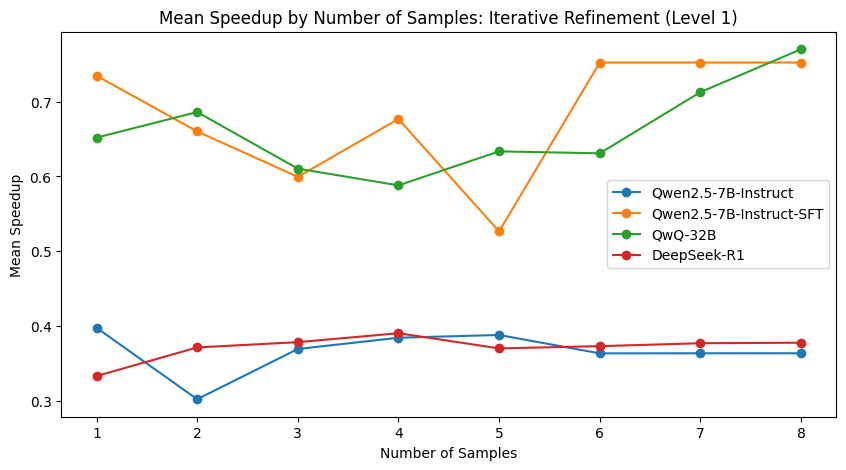 Mean Speedup by Number of Samples: Iterative Refinement (Level 1)
Mean Speedup
0.7
0.6
0.5
0.4
0.3
Qwen2.5-7B-Instruct
Qwen2.5-7B-Instruct-SFT
QwQ-32B
DeepSeek-R1
1 2 3 4 5 6 7 8
Number of Samples